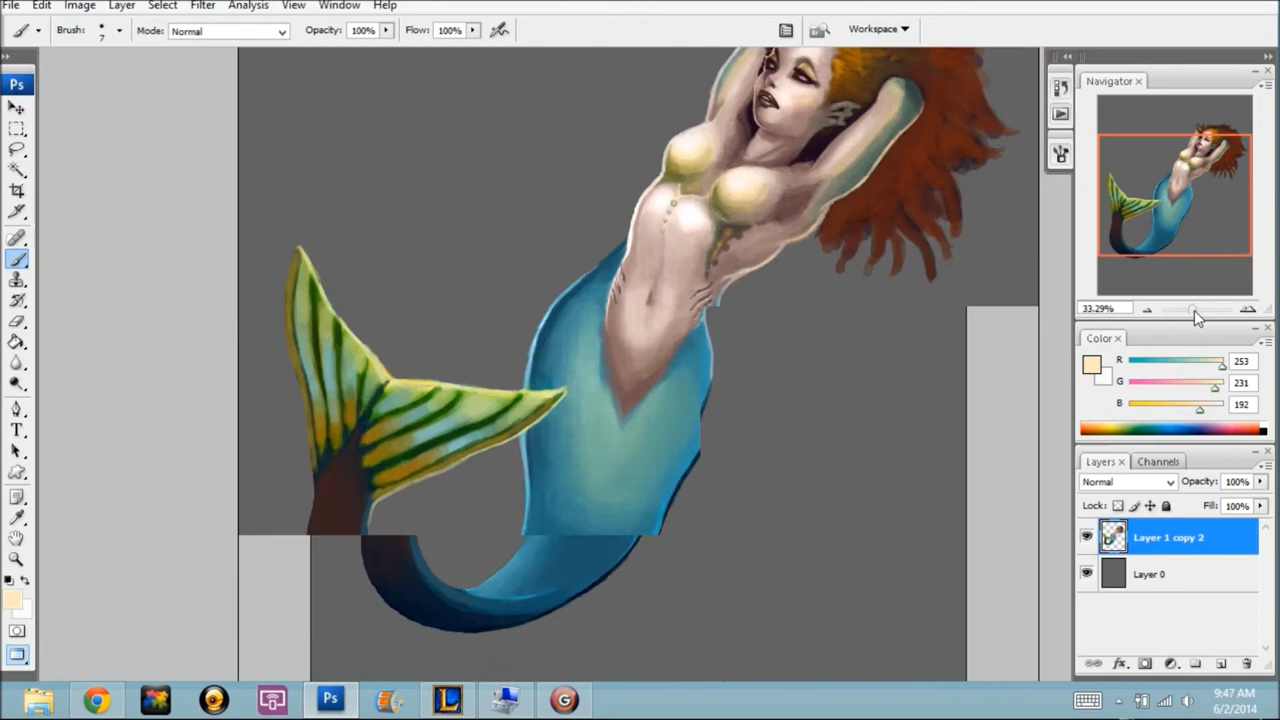 File Edit Image Layer Select Filter Analysis View Window Help
Brush: 7 Mode: Normal Opacity: 100% Flow: 100% Workspace
Ps
Navigator
33.29%
Color
R 253
G 231
B 192
Layers Channels
Normal Opacity: 100%
Lock: Fill: 100%
Layer 1 copy 2
Layer 0
T
Ps L G
9:47 AM
6/2/2014